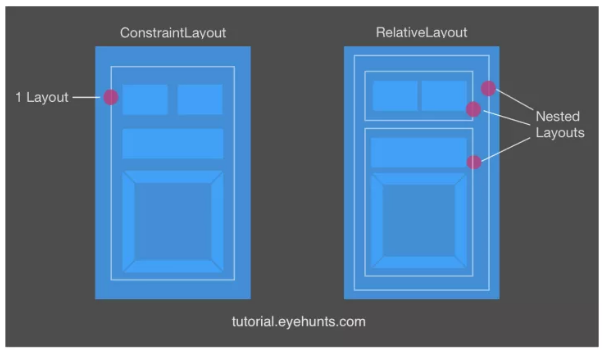 ConstraintLayout
RelativeLayout
1 Layout
Nested
Layouts
tutorial.eyehunts.com